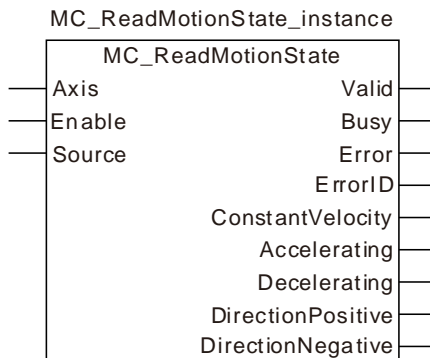 MC_ReadMotionState_instance
MC_ReadMotionState
Axis Valid
Enable Busy
Source Error
ErrorID
ConstantVelocity
Accelerating
Decelerating
DirectionPositive
DirectionNegative